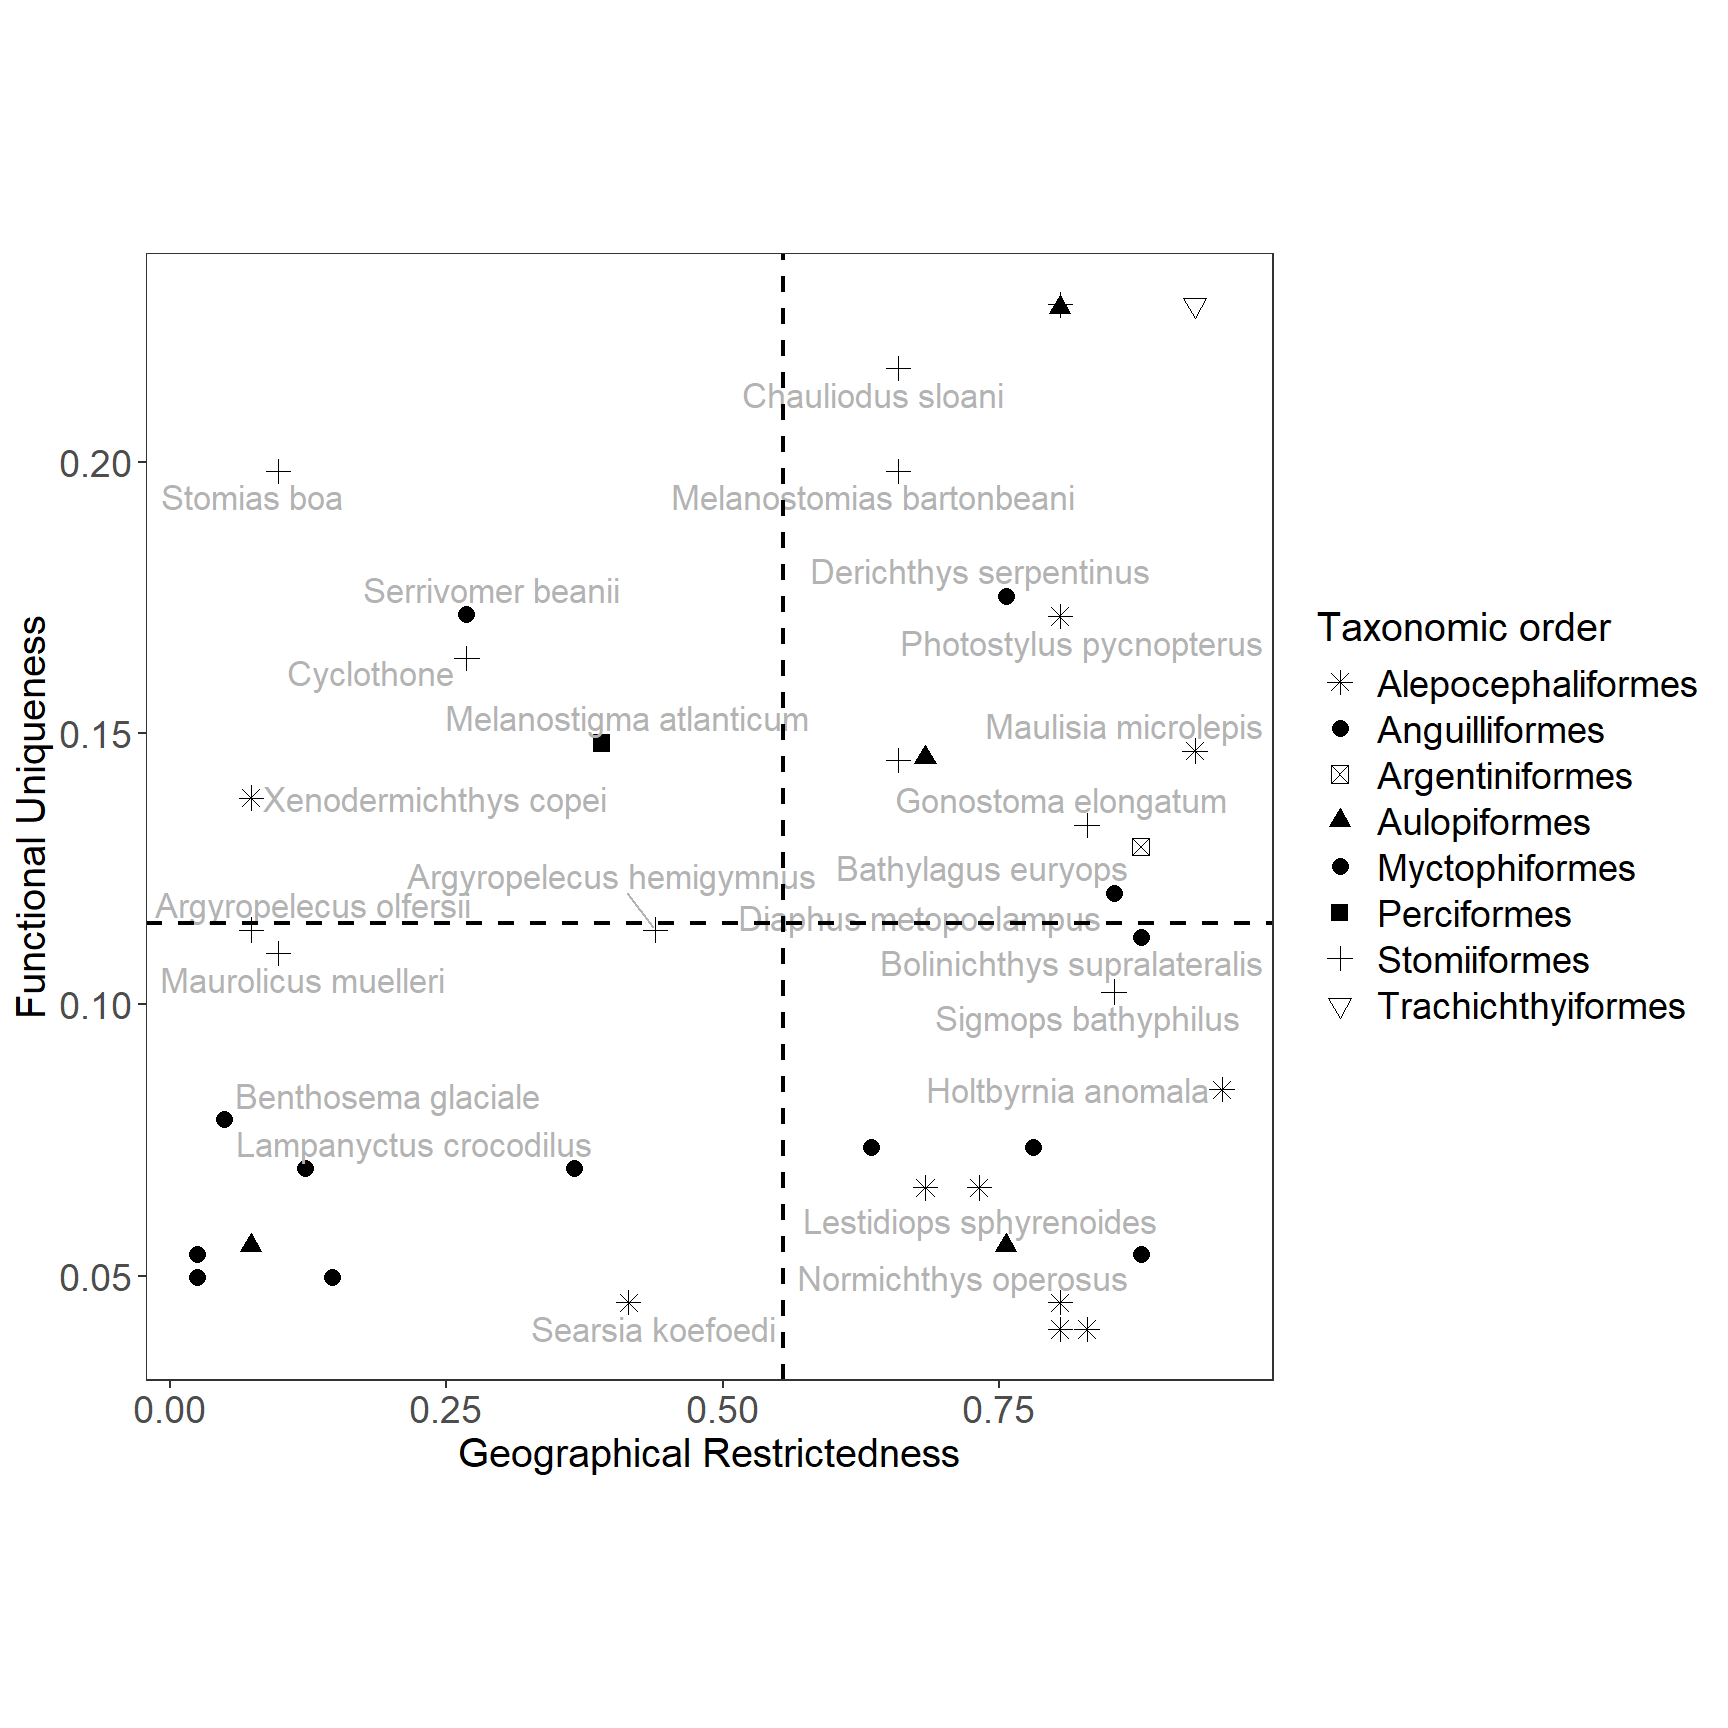 Chauliodus sloani
Stomias boa
Melanostomias bartonbeani
Derichthys serpentinus
Serrivomer beanii
Photostylus pycnopterus
Cyclothone
Melanostigma atlanticum
Maulisia microlepis
Xenodermichthys copei
Gonostoma elongatum
Argyropelecus hemigymnus
Bathylagus euryops
Argyropelecus olfersii
Diaphus metopoclampus
Bolinichthys supralateralis
Maurolicus muelleri
Sigmops bathyphilus
Holtbyrnia anomala
Benthosema glaciale
Lampanyctus crocodilus
Lestidiops sphyrenoides
Normichthys operosus
Searsia koefoedi
0.20
0.15
0.10
0.05
Functional Uniqueness
0.00 0.25 0.50 0.75
Geographical Restrictedness
Taxonomic order
Alepocephaliformes
Anguilliformes
Argentiniformes
Aulopiformes
Myctophiformes
Perciformes
Stomiiformes
Trachichthyiformes